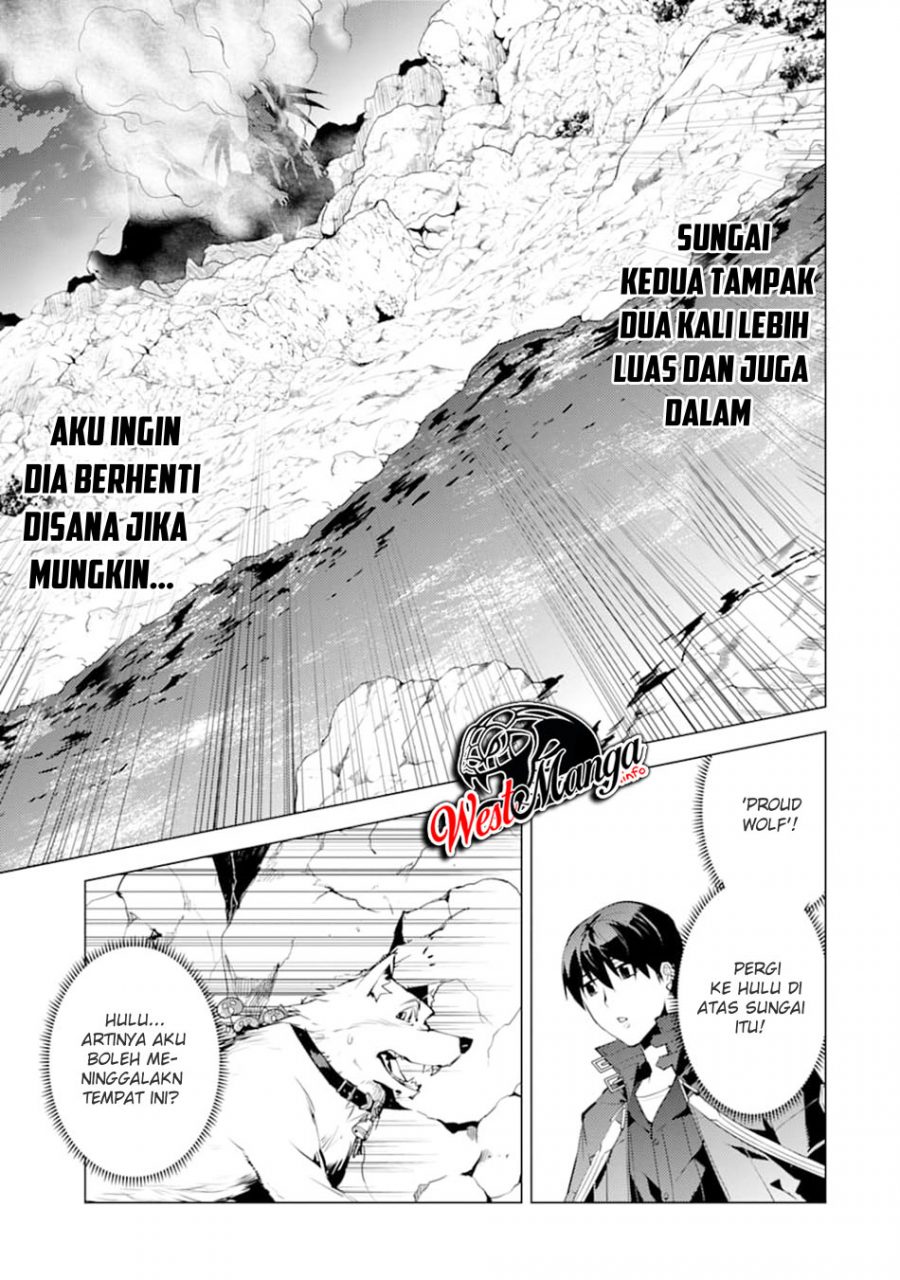 SUNGAI
KEDUA TAMPAK
DUA KALI LEBIH
LUAS DAN JUGA
DALAM
AKU INGIN
DIA BERHENTI
DISANA JIKA
MUNGKIN...
WestManga
.info
'PROUD
WOLF'!
PERGI
KE HULU DI
ATAS SUNGAI
ITU!
HULU...
ARTINYA AKU
BOLEH ME-
NINGGALAKN
TEMPAT INI?